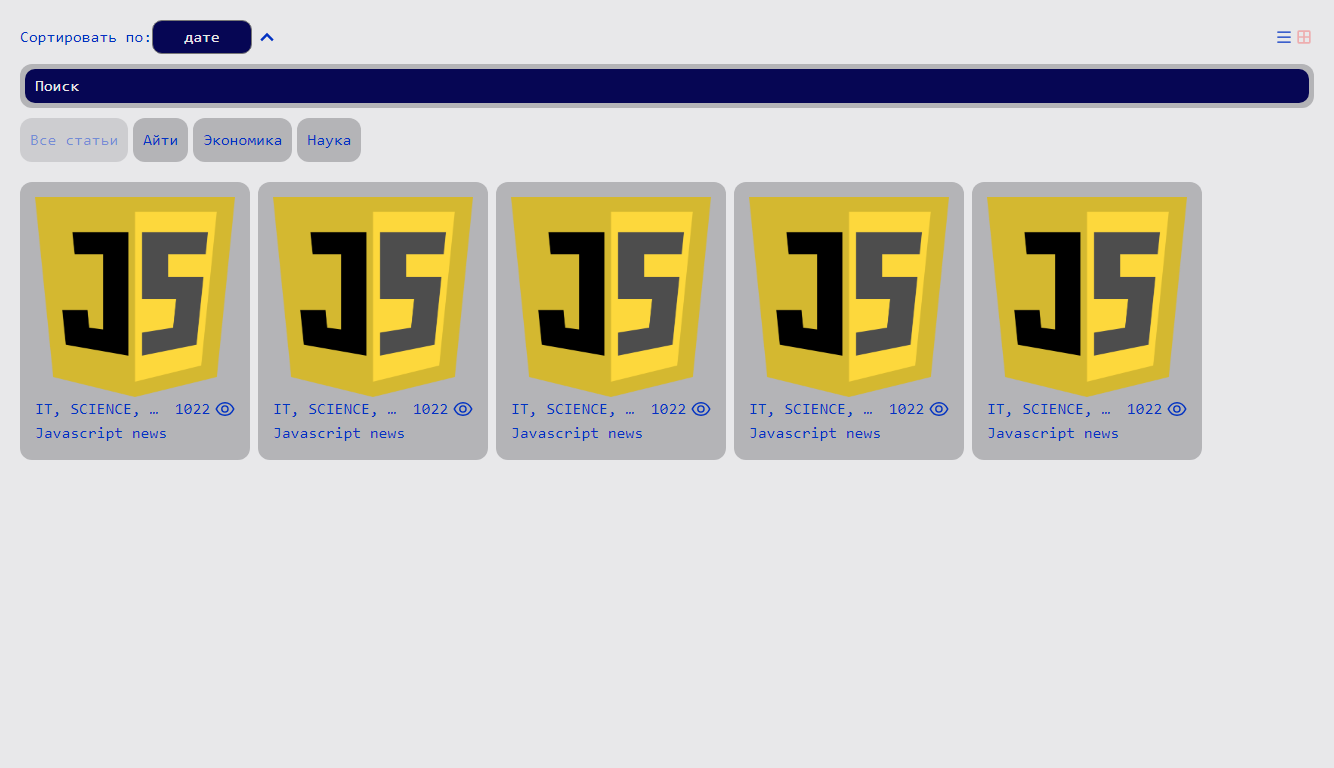 Сортировать по: дате
Поиск
Все статьи Айти Экономика Наука
JS JS JS JS JS
IT, SCIENCE, … 1022 IT, SCIENCE, … 1022 IT, SCIENCE, … 1022 IT, SCIENCE, … 1022 IT, SCIENCE, … 1022
Javascript news Javascript news Javascript news Javascript news Javascript news